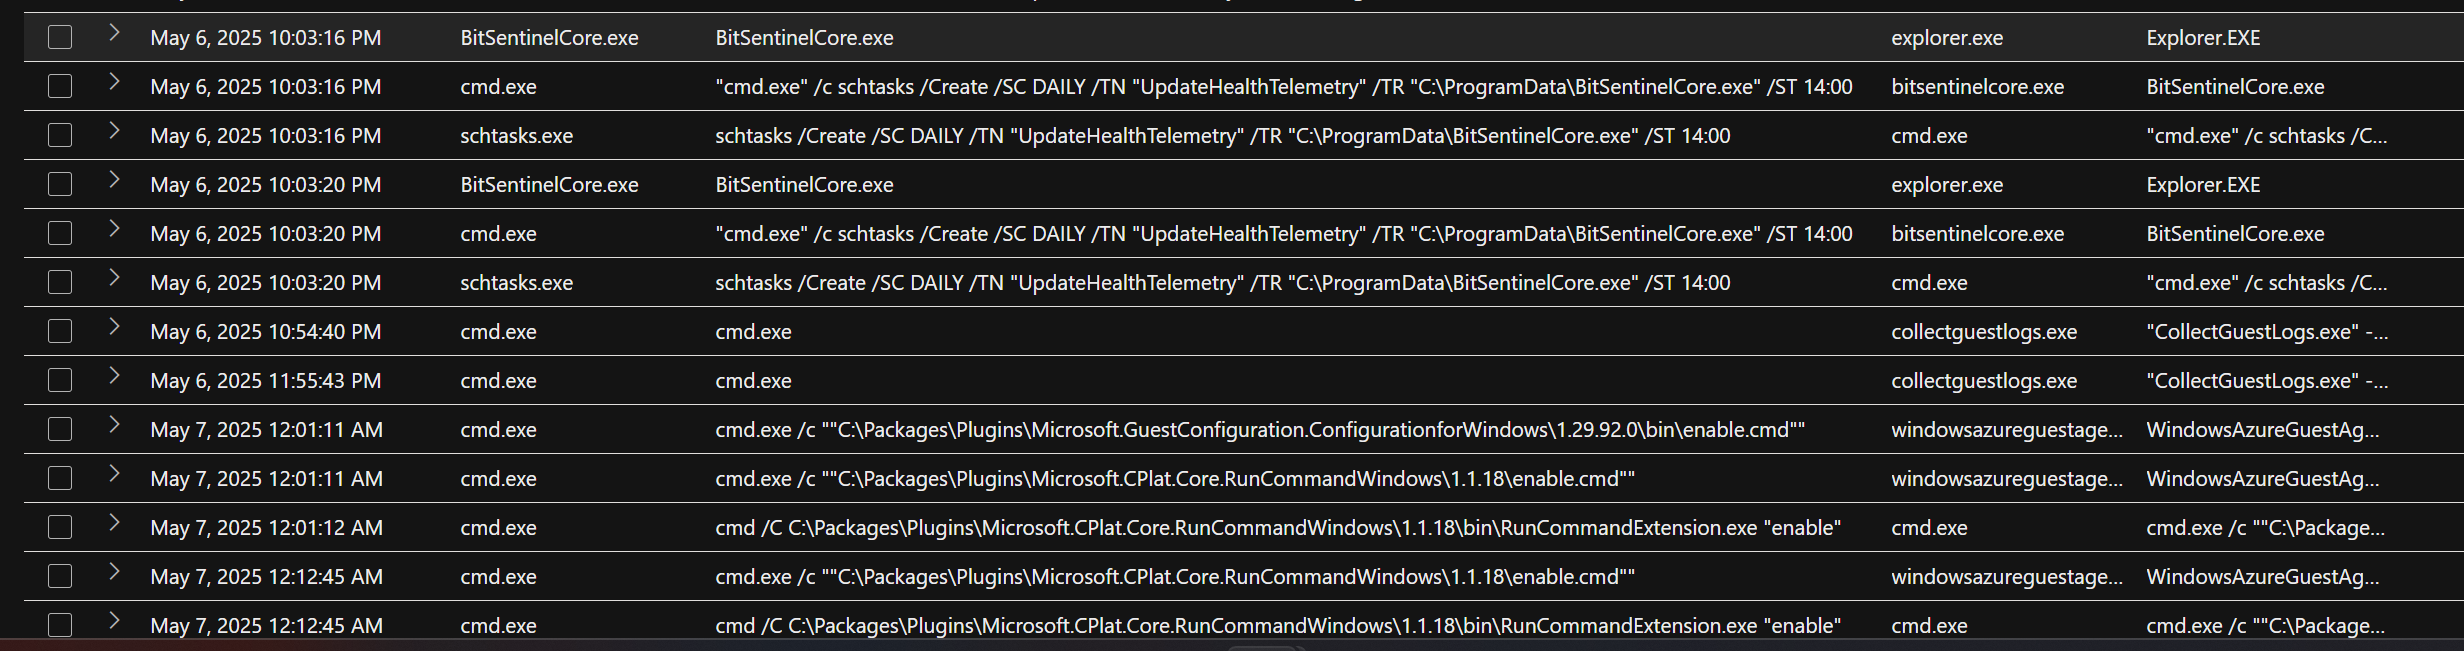 May 6, 2025 10:03:16 PM BitSentinelCore.exe BitSentinelCore.exe explorer.exe Explorer.EXE
May 6, 2025 10:03:16 PM cmd.exe "cmd.exe" /c schtasks /Create /SC DAILY /TN "UpdateHealthTelemetry" /TR "C:\ProgramData\BitSentinelCore.exe" /ST 14:00 bitsentinelcore.exe BitSentinelCore.exe
May 6, 2025 10:03:16 PM schtasks.exe schtasks /Create /SC DAILY /TN "UpdateHealthTelemetry" /TR "C:\ProgramData\BitSentinelCore.exe" /ST 14:00 cmd.exe "cmd.exe" /c schtasks /C...
May 6, 2025 10:03:20 PM BitSentinelCore.exe BitSentinelCore.exe explorer.exe Explorer.EXE
May 6, 2025 10:03:20 PM cmd.exe "cmd.exe" /c schtasks /Create /SC DAILY /TN "UpdateHealthTelemetry" /TR "C:\ProgramData\BitSentinelCore.exe" /ST 14:00 bitsentinelcore.exe BitSentinelCore.exe
May 6, 2025 10:03:20 PM schtasks.exe schtasks /Create /SC DAILY /TN "UpdateHealthTelemetry" /TR "C:\ProgramData\BitSentinelCore.exe" /ST 14:00 cmd.exe "cmd.exe" /c schtasks /C...
May 6, 2025 10:54:40 PM cmd.exe cmd.exe collectguestlogs.exe "CollectGuestLogs.exe" -...
May 6, 2025 11:55:43 PM cmd.exe cmd.exe collectguestlogs.exe "CollectGuestLogs.exe" -...
May 7, 2025 12:01:11 AM cmd.exe cmd.exe /c ""C:\Packages\Plugins\Microsoft.GuestConfiguration.ConfigurationforWindows\1.29.92.0\bin\enable.cmd"" windowsazureguestage... WindowsAzureGuestAg...
May 7, 2025 12:01:11 AM cmd.exe cmd.exe /c ""C:\Packages\Plugins\Microsoft.CPlat.Core.RunCommandWindows\1.1.18\enable.cmd"" windowsazureguestage... WindowsAzureGuestAg...
May 7, 2025 12:01:12 AM cmd.exe cmd /C C:\Packages\Plugins\Microsoft.CPlat.Core.RunCommandWindows\1.1.18\bin\RunCommandExtension.exe "enable" cmd.exe cmd.exe /c ""C:\Package...
May 7, 2025 12:12:45 AM cmd.exe cmd.exe /c ""C:\Packages\Plugins\Microsoft.CPlat.Core.RunCommandWindows\1.1.18\enable.cmd"" windowsazureguestage... WindowsAzureGuestAg...
May 7, 2025 12:12:45 AM cmd.exe cmd /C C:\Packages\Plugins\Microsoft.CPlat.Core.RunCommandWindows\1.1.18\bin\RunCommandExtension.exe "enable" cmd.exe cmd.exe /c ""C:\Package...